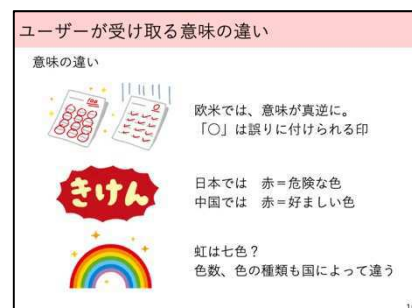 ユーザーが受け取る意味の違い
意味の違い
100
0
欧米では、意味が真逆に。
「〇」は誤りに付けられる印
きけん
日本では　赤＝危険な色
中国では　赤＝好ましい色
虹は七色？
色数、色の種類も国によって違う